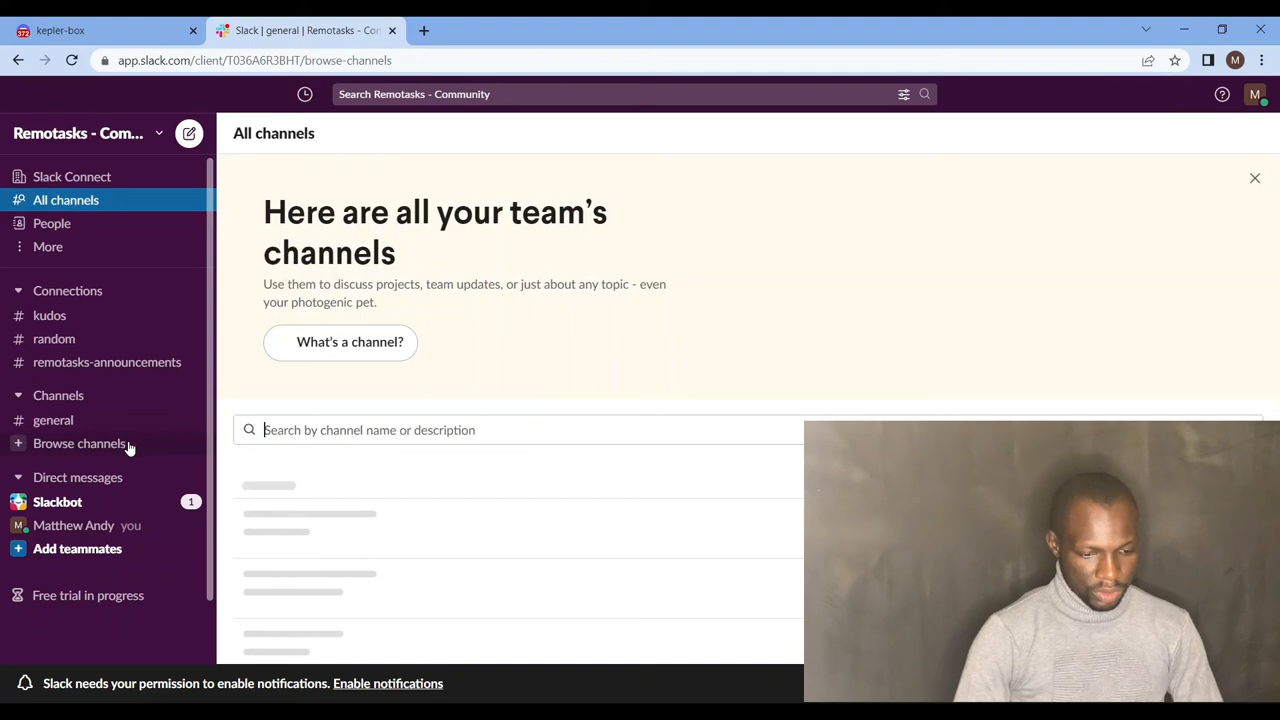 372
kepler-box
Slack | general | Remotasks - Con
app.slack.com/client/T036A6R3BHT/browse-channels
M
Search Remotasks - Community
M
Remotasks - Com...
All channels
Slack Connect
All channels
People
More
Here are all your team's
channels
Use them to discuss projects, team updates, or just about any topic - even
your photogenic pet.
What's a channel?
Connections
# kudos
# random
# remotasks-announcements
Channels
# general
+ Browse channels
Search by channel name or description
Direct messages
Slackbot 1
M Matthew Andy you
+ Add teammates
Free trial in progress
Slack needs your permission to enable notifications. Enable notifications